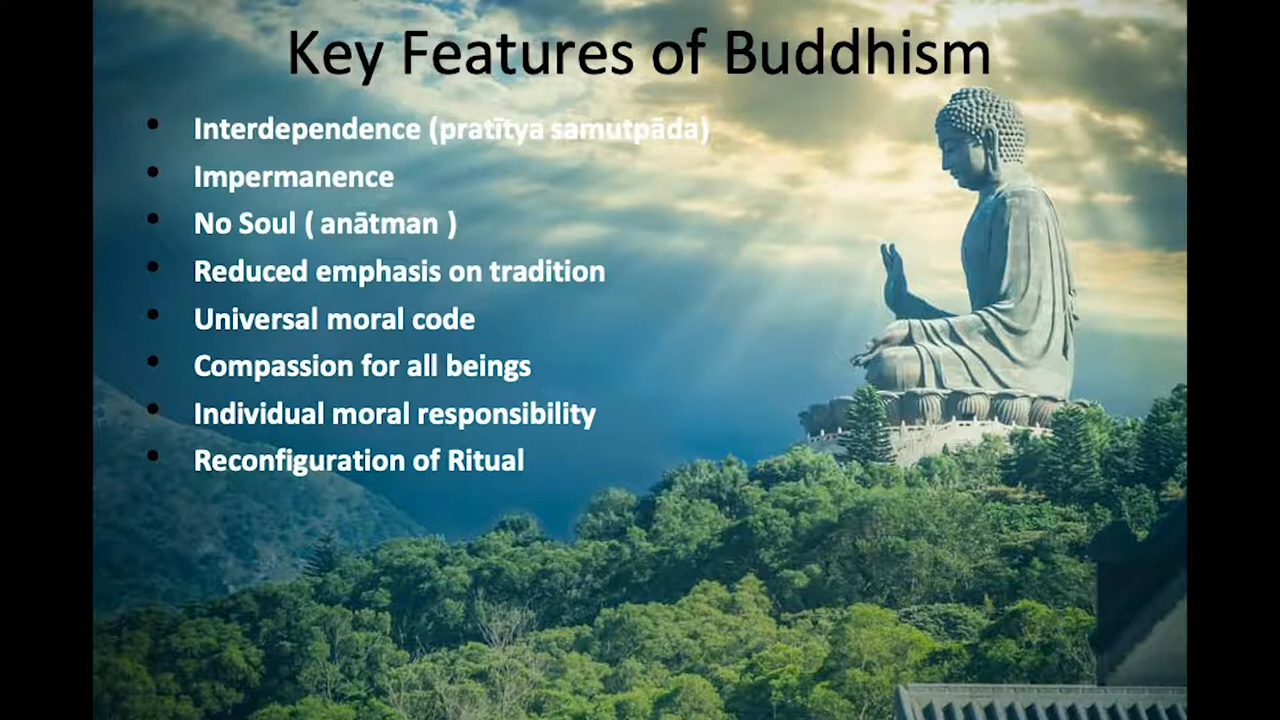 Key Features of Buddhism
• Interdependence (pratītya samutpāda)
• Impermanence
• No Soul ( anātman )
• Reduced emphasis on tradition
• Universal moral code
• Compassion for all beings
• Individual moral responsibility
• Reconfiguration of Ritual